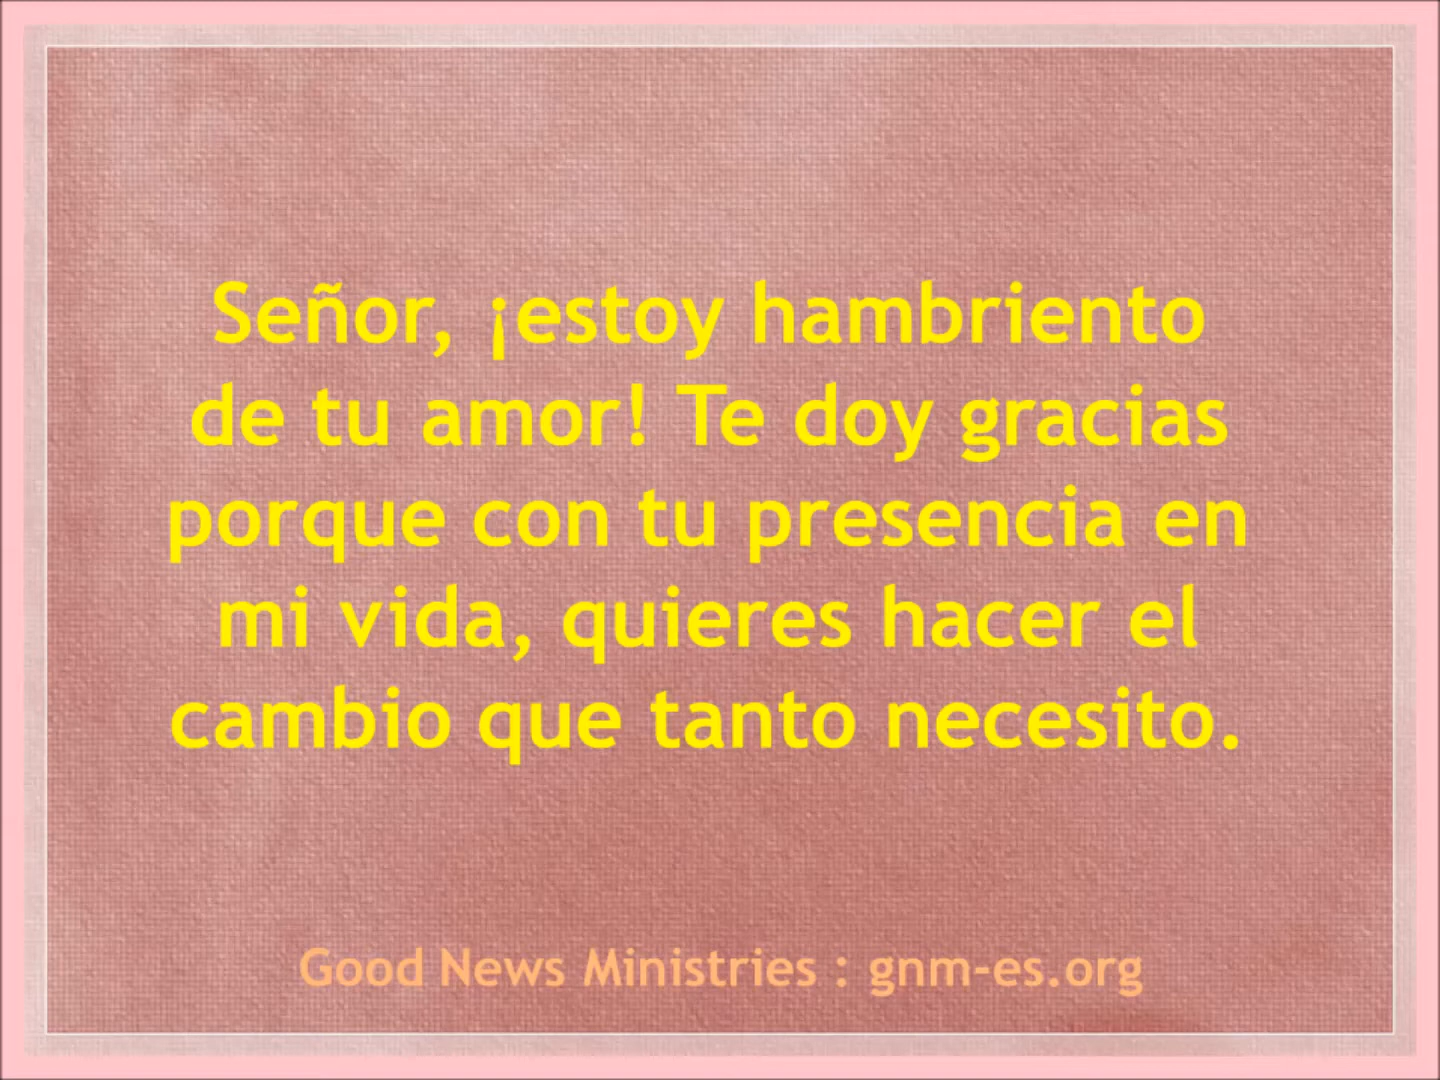 Señor, ¡estoy hambriento
de tu amor! Te doy gracias
porque con tu presencia en
mi vida, quieres hacer el
cambio que tanto necesito.
Good News Ministries : gnm-es.org